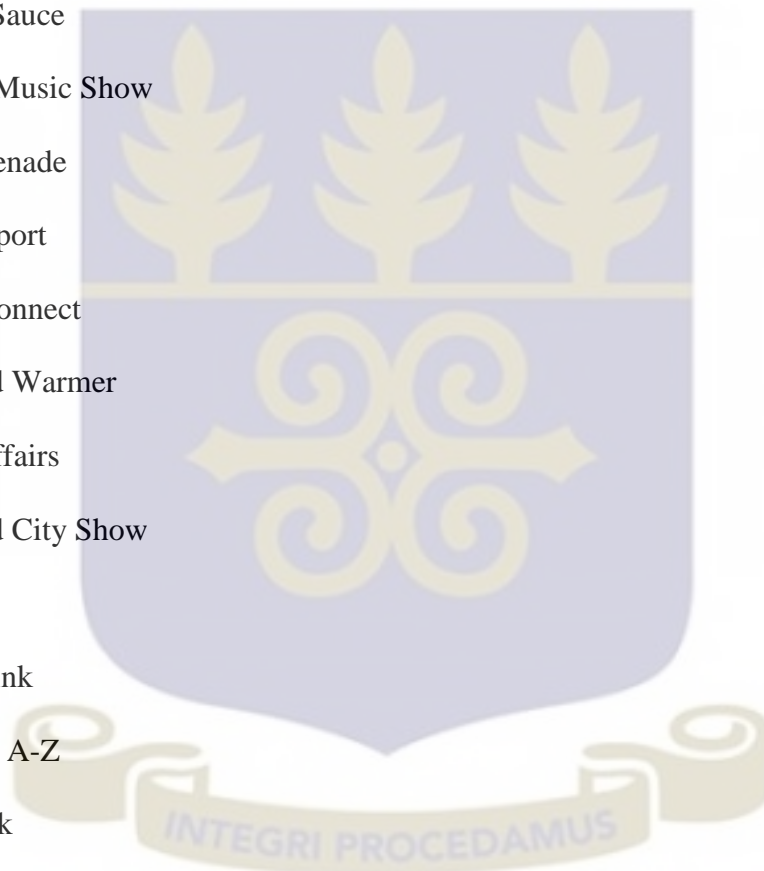 Sauce
Music Show
enade
port
onnect
d Warmer
ffairs
d City Show
nk
A-Z
k
INTEGRI PROCEDAMUS